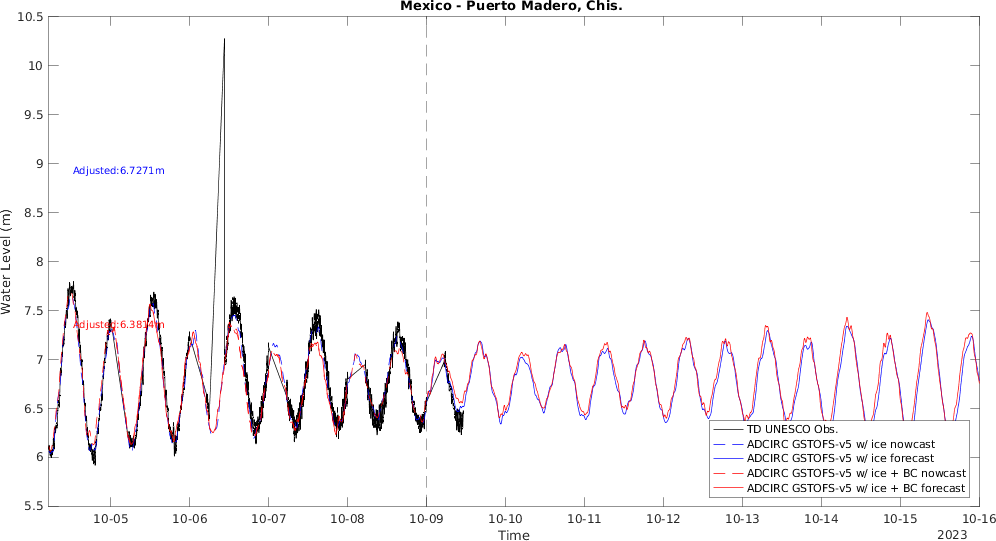 Mexico - Puerto Madero, Chis.
10.5
10
9.5
9
8.5
8
7.5
7
6.5
6
5.5
Water Level (m)
Adjusted:6.7271m
Adjusted:6.3814m
TD UNESCO Obs.
ADCIRC GSTOFS-v5 w/ ice nowcast
ADCIRC GSTOFS-v5 w/ ice forecast
ADCIRC GSTOFS-v5 w/ ice + BC nowcast
ADCIRC GSTOFS-v5 w/ ice + BC forecast
10-05 10-06 10-07 10-08 10-09 10-10 10-11 10-12 10-13 10-14 10-15 10-16
Time
2023